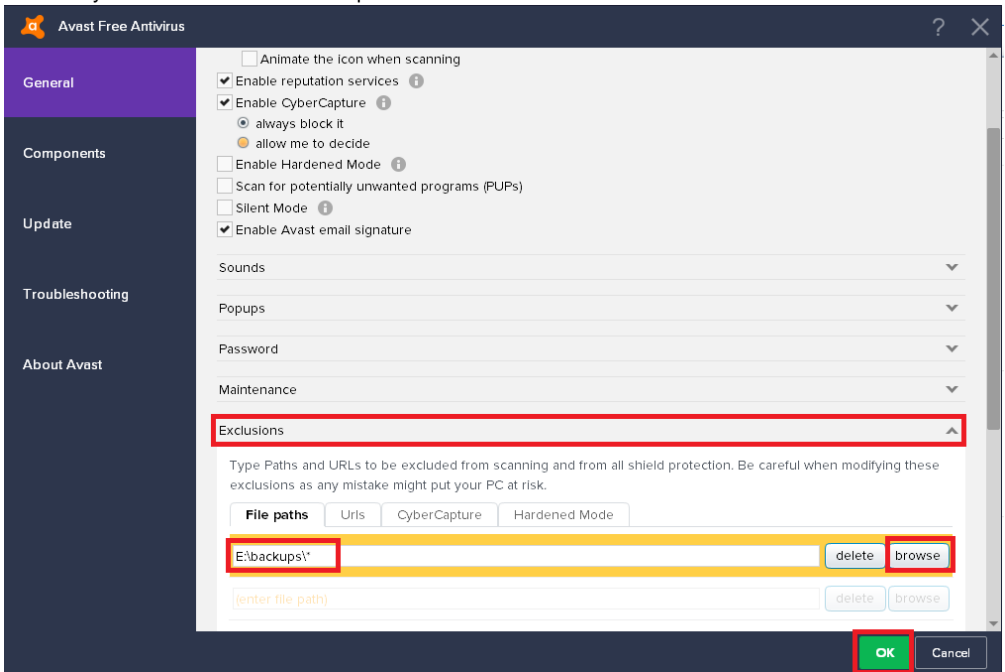 Avast Free Antivirus
?
General
Components
Update
Troubleshooting
About Avast
Animate the icon when scanning
Enable reputation services
Enable CyberCapture
always block it
allow me to decide
Enable Hardened Mode
Scan for potentially unwanted programs (PUPs)
Silent Mode
Enable Avast email signature
Sounds
Popups
Password
Maintenance
Exclusions
Type Paths and URLs to be excluded from scanning and from all shield protection. Be careful when modifying these
exclusions as any mistake might put your PC at risk.
File paths Urls CyberCapture Hardened Mode
E:\backups\* delete browse
(enter file path) delete browse
OK Cancel